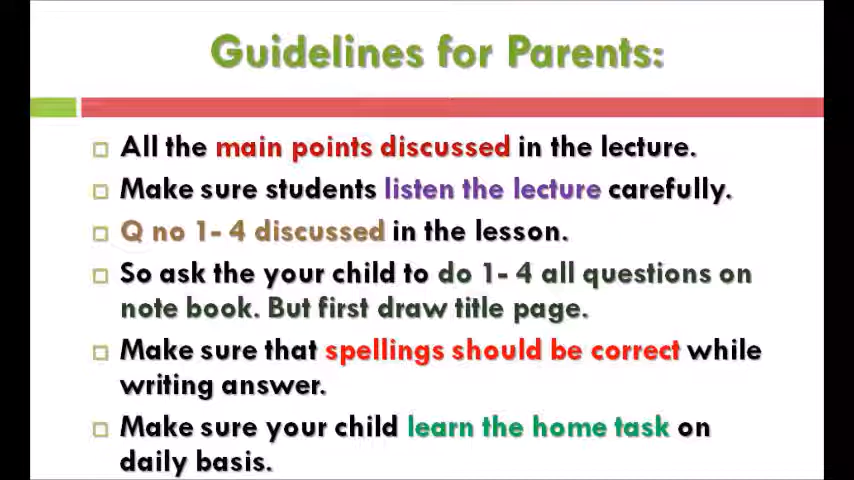 Guidelines for Parents:
All the main points discussed in the lecture.
Make sure students listen the lecture carefully.
Q no 1- 4 discussed in the lesson.
So ask the your child to do 1- 4 all questions on
note book. But first draw title page.
Make sure that spellings should be correct while
writing answer.
Make sure your child learn the home task on
daily basis.